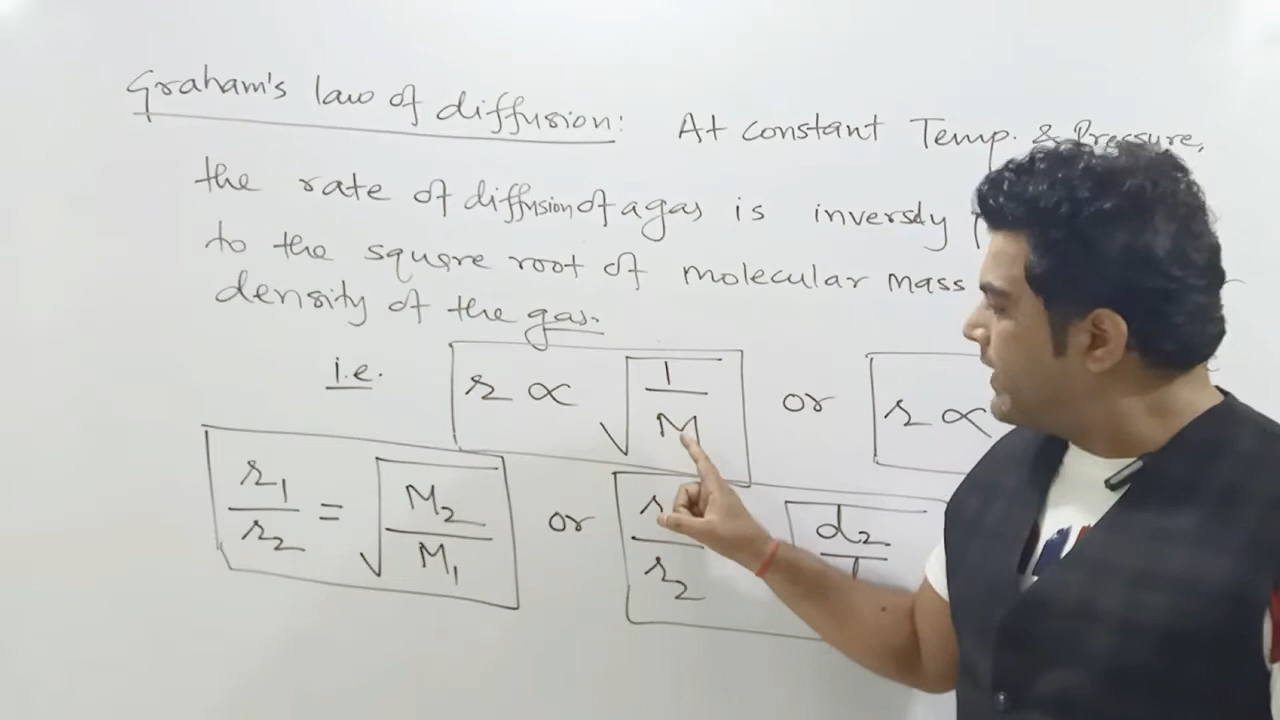 Graham's law of diffusion: At constant Temp. & Pressure,
the rate of diffusion of a gas is inversdy
to the square root of molecular mass
density of the gas.
i.e. r ∝ √(1/M) or r ∝
r₁/r₂ = √(M₂/M₁) or r₂ d₂